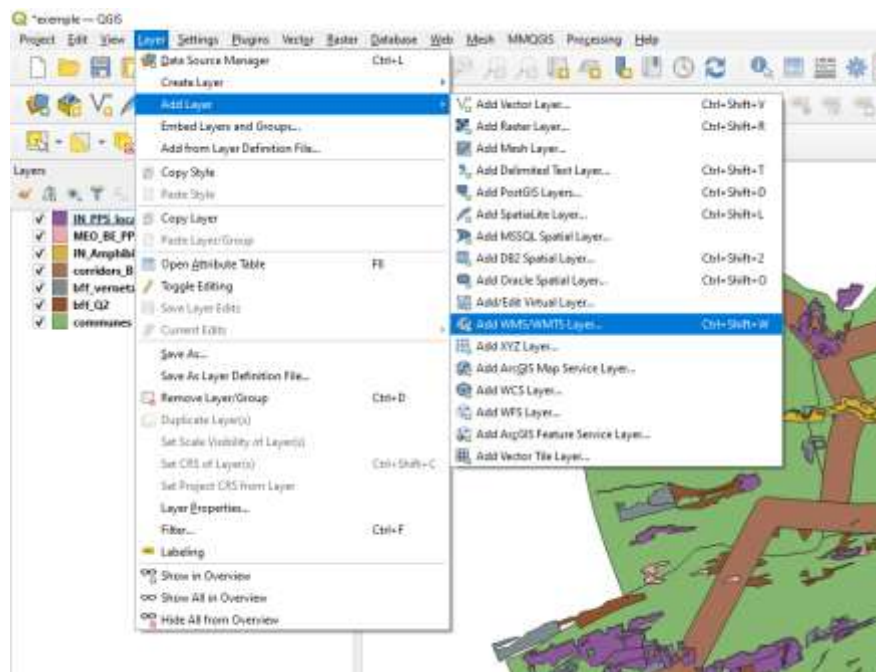 *exemple — QGIS
Project Edit View Layer Settings Plugins Vector Raster Database Web Mesh MMQGIS Processing Help
Data Source Manager Ctrl+L
Create Layer
Add Layer
Embed Layers and Groups...
Add from Layer Definition File...
Copy Style
Paste Style
Copy Layer
Paste Layer/Group
Open Attribute Table F6
Toggle Editing
Save Layer Edits
Current Edits
Save As...
Save As Layer Definition File...
Remove Layer/Group Ctrl+D
Duplicate Layer(s)
Set Scale Visibility of Layer(s)
Set CRS of Layer(s) Ctrl+Shift+C
Set Project CRS from Layer
Layer Properties...
Filter... Ctrl+F
Labeling
Show in Overview
Show All in Overview
Hide All from Overview
Add Vector Layer... Ctrl+Shift+V
Add Raster Layer... Ctrl+Shift+R
Add Mesh Layer...
Add Delimited Text Layer... Ctrl+Shift+T
Add PostGIS Layers... Ctrl+Shift+D
Add SpatiaLite Layer... Ctrl+Shift+L
Add MSSQL Spatial Layer...
Add DB2 Spatial Layer... Ctrl+Shift+2
Add Oracle Spatial Layer... Ctrl+Shift+O
Add/Edit Virtual Layer...
Add WMS/WMTS Layer... Ctrl+Shift+W
Add XYZ Layer...
Add ArcGIS Map Service Layer...
Add WCS Layer...
Add WFS Layer...
Add ArcGIS Feature Service Layer...
Add Vector Tile Layer...
Layers
IN_PPS_loca
MEO_BE_PP
IN_Amphibi
corridors_B
bff_verneta
bff_Q2
communes